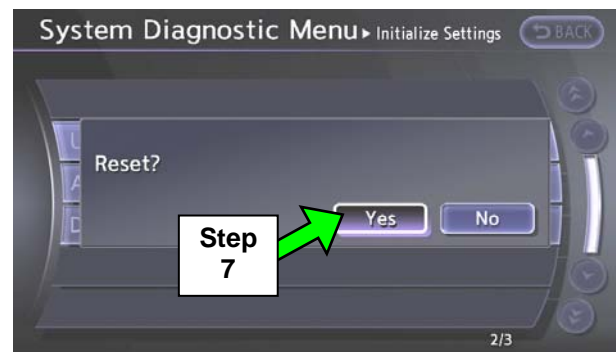 System Diagnostic Menu ▸ Initialize Settings BACK
U
A
D
Reset?
Yes No
Step
7
2/3